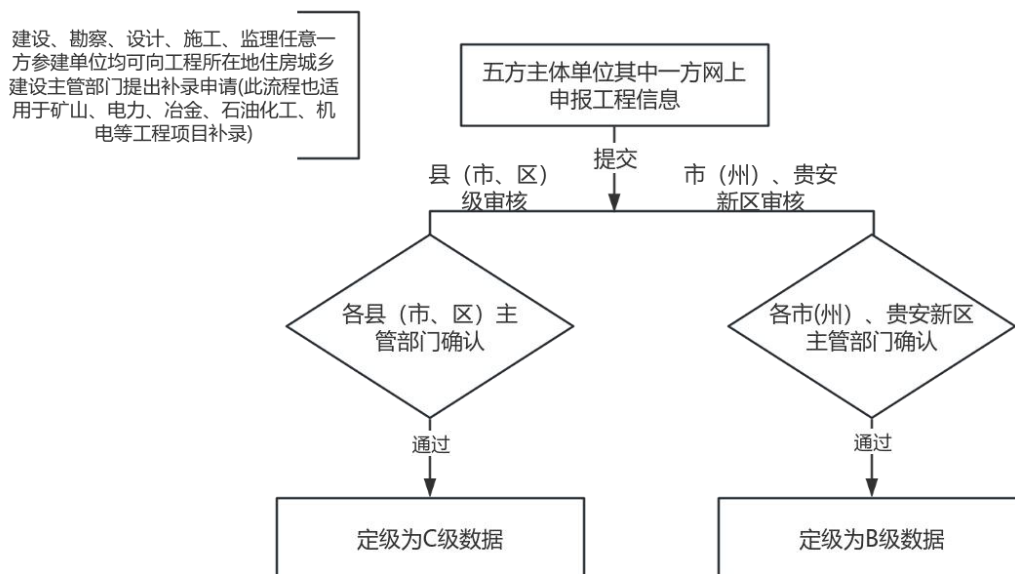 建设、勘察、设计、施工、监理任意一
方参建单位均可向工程所在地住房城乡
建设主管部门提出补录申请(此流程也适
用于矿山、电力、冶金、石油化工、机
电等工程项目补录)
五方主体单位其中一方网上
申报工程信息
提交
县（市、区）
级审核
市（州）、贵安
新区审核
各县（市、区）主
管部门确认
各市(州）、贵安新区
主管部门确认
通过
通过
定级为C级数据
定级为B级数据